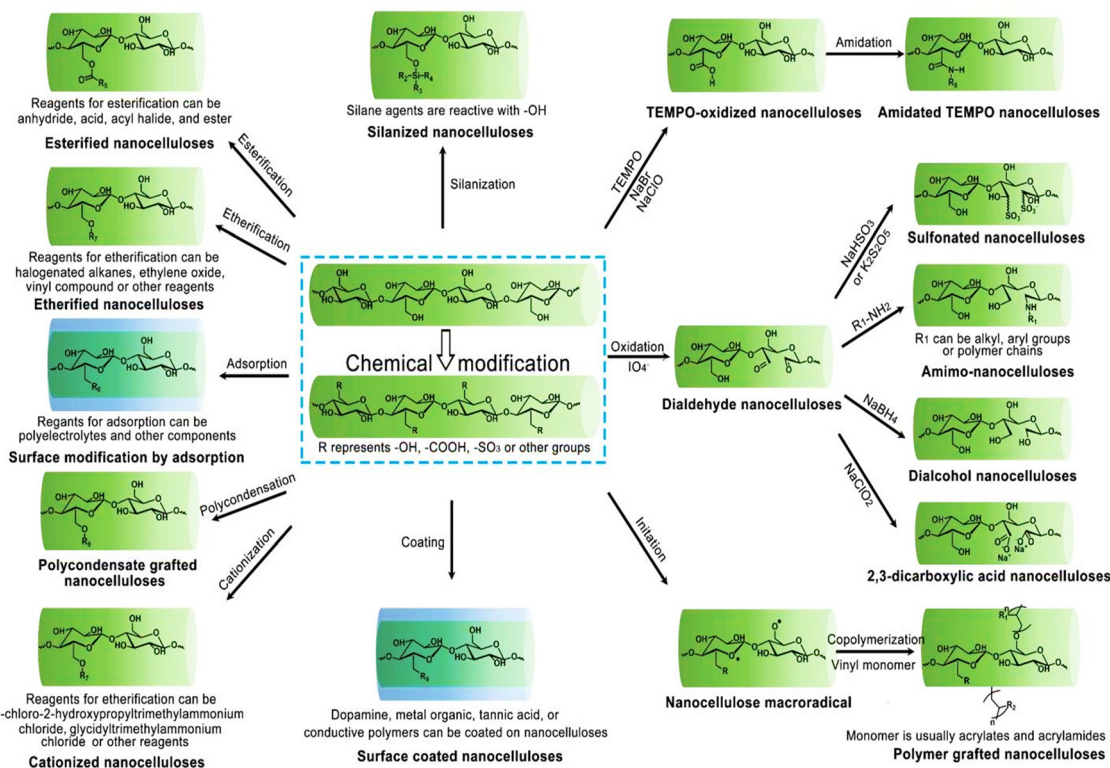 Reagents for esterification can be
anhydride, acid, acyl halide, and ester
Esterified nanocelluloses
Esterification
Silane agents are reactive with -OH
Silanized nanocelluloses
Silanization
TEMPO-oxidized nanocelluloses
TEMPO
NaBr
NaClO
Amidation
Amidated TEMPO nanocelluloses
Etherification
Reagents for etherification can be
halogenated alkanes, ethylene oxide,
vinyl compound or other reagents
Etherified nanocelluloses
Adsorption
Regants for adsorption can be
polyelectrolytes and other components
Surface modification by adsorption
Chemical modification
R represents -OH, -COOH, -SO3 or other groups
Oxidation
IO4-
Dialdehyde nanocelluloses
NaHSO3
or K2S2O5
Sulfonated nanocelluloses
R1-NH2
R1 can be alkyl, aryl groups
or polymer chains
Amimo-nanocelluloses
NaBH4
Dialcohol nanocelluloses
NaClO2
2,3-dicarboxylic acid nanocelluloses
Polycondensation
Polycondensate grafted
nanocelluloses
Cationization
Reagents for etherification can be
-chloro-2-hydroxypropyltrimethylammonium
chloride, glycidyltrimethylammonium
chloride or other reagents
Cationized nanocelluloses
Coating
Dopamine, metal organic, tannic acid, or
conductive polymers can be coated on nanocelluloses
Surface coated nanocelluloses
Initation
Nanocellulose macroradical
Copolymerization
Vinyl monomer
Monomer is usually acrylates and acrylamides
Polymer grafted nanocelluloses